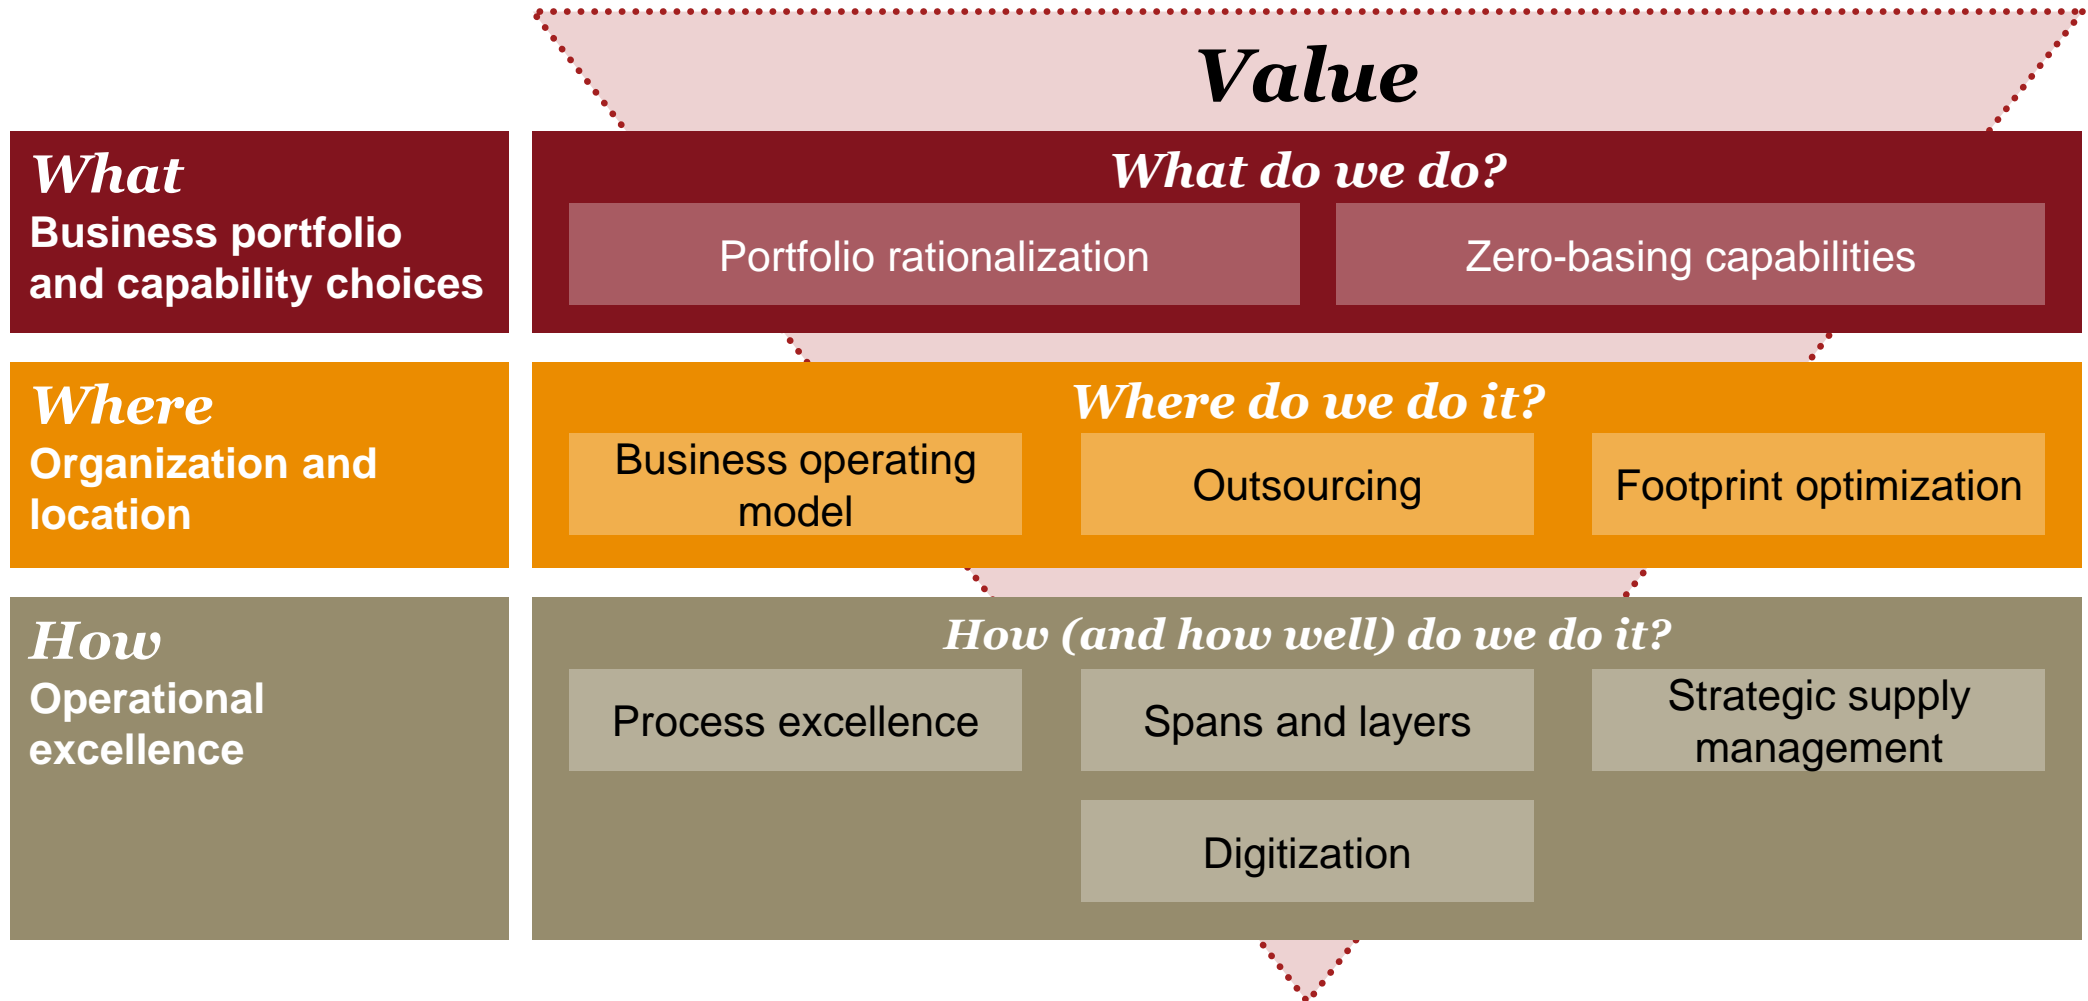 Value
What
Business portfolio
and capability choices
What do we do?
Portfolio rationalization
Zero-basing capabilities
Where
Organization and
location
Where do we do it?
Business operating
model
Outsourcing
Footprint optimization
How
Operational
excellence
How (and how well) do we do it?
Process excellence
Spans and layers
Strategic supply
management
Digitization